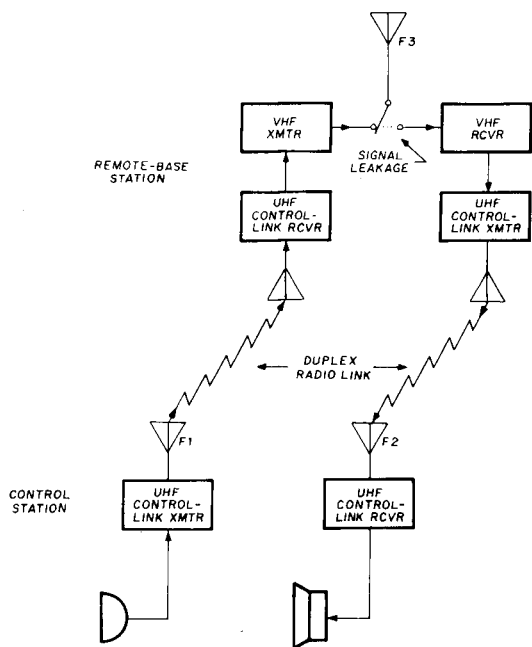 F3
VHF
XMTR
VHF
RCVR
SIGNAL
LEAKAGE
REMOTE-BASE
STATION
UHF
CONTROL-
LINK RCVR
UHF
CONTROL-
LINK XMTR
DUPLEX
RADIO LINK
F1
F2
CONTROL
STATION
UHF
CONTROL-
LINK XMTR
UHF
CONTROL-
LINK RCVR